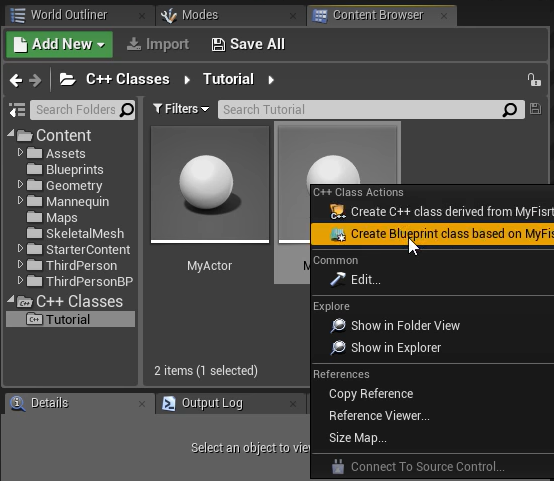 World Outliner
Modes
Content Browser
Add New
Import
Save All
C++ Classes
Tutorial
Search Folders
Filters
Search Tutorial
Content
Assets
Blueprints
Geometry
Mannequin
Maps
SkeletalMesh
StarterContent
ThirdPerson
ThirdPersonBP
C++ Classes
C++ Tutorial
MyActor
M
2 items (1 selected)
C++ Class Actions
C++ Create C++ class derived from MyFisrt
Create Blueprint class based on MyFis
Common
Edit...
Explore
Show in Folder View
Show in Explorer
References
Copy Reference
Reference Viewer...
Size Map...
Connect To Source Control...
Details
Output Log
Select an object to view